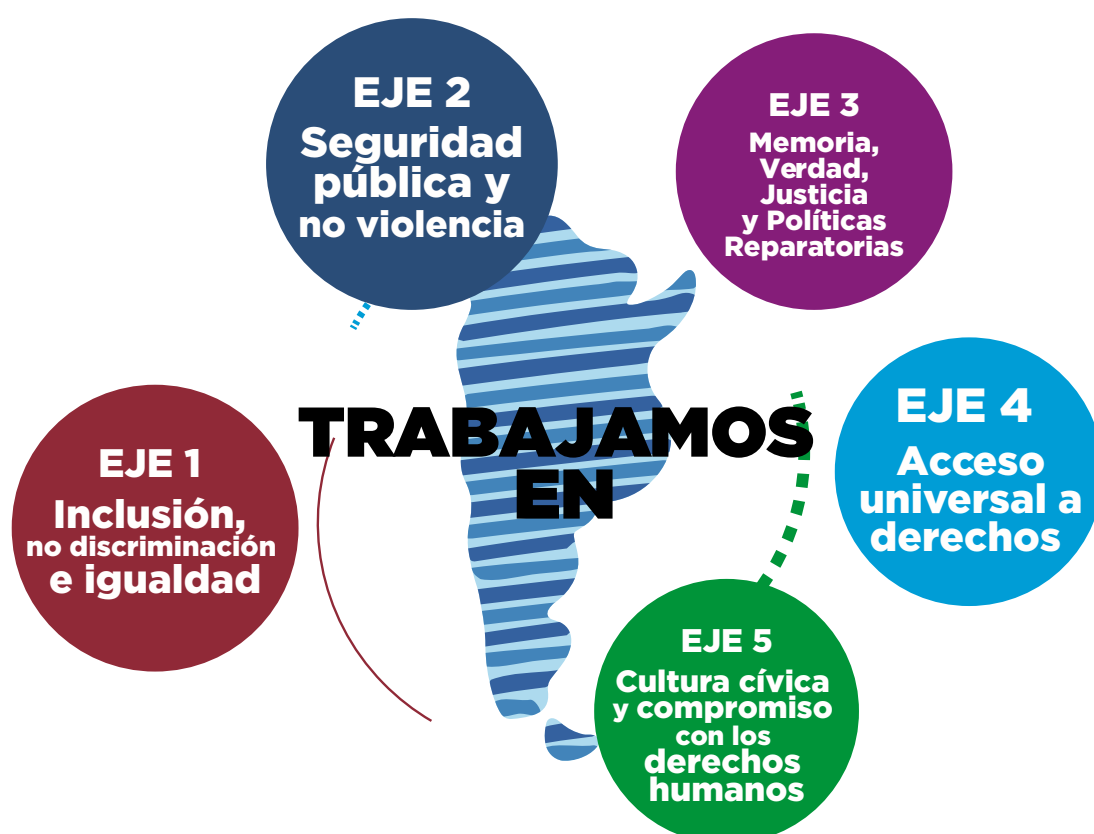 EJE 2
Seguridad
pública y
no violencia
EJE 3
Memoria,
Verdad,
Justicia
y Políticas
Reparatorias
TRABAJAMOS
EN
EJE 1
Inclusión,
no discriminación
e igualdad
EJE 4
Acceso
universal a
derechos
EJE 5
Cultura cívica
y compromiso
con los
derechos
humanos